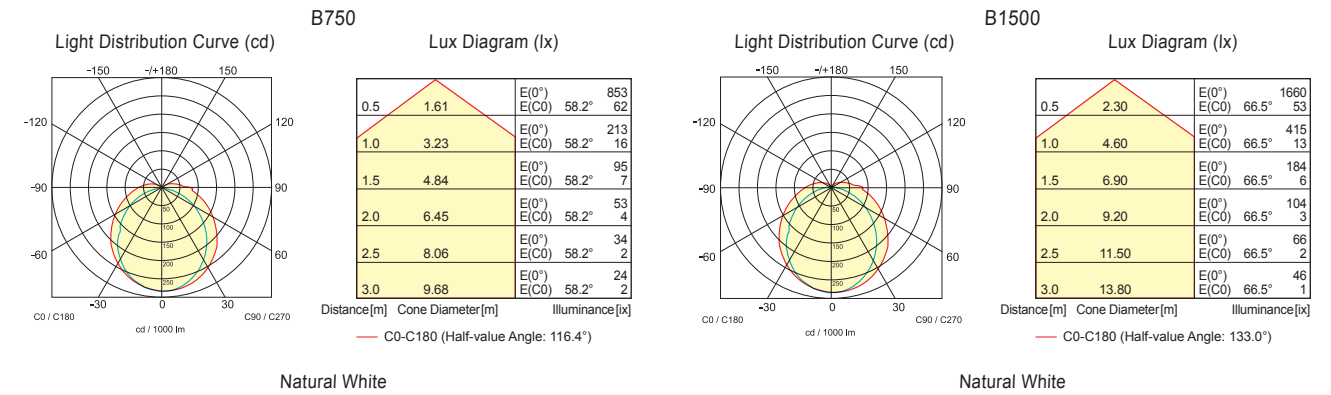 B750
Light Distribution Curve (cd)
Lux Diagram (lx)
-150 -/+180 150
-120 120
-90 90
-60 60
-30 0 30
50
100
150
200
250
C0 / C180
C90 / C270
cd / 1000 lm
0.5 1.61 E(0°) 853
E(C0) 58.2° 62
1.0 3.23 E(0°) 213
E(C0) 58.2° 16
1.5 4.84 E(0°) 95
E(C0) 58.2° 7
2.0 6.45 E(0°) 53
E(C0) 58.2° 4
2.5 8.06 E(0°) 34
E(C0) 58.2° 2
3.0 9.68 E(0°) 24
E(C0) 58.2° 2
Distance[m] Cone Diameter[m] Illuminance[ix]
C0-C180 (Half-value Angle: 116.4°)
Natural White
B1500
Light Distribution Curve (cd)
Lux Diagram (lx)
-150 -/+180 150
-120 120
-90 90
-60 60
-30 0 30
50
100
150
200
250
C0 / C180
C90 / C270
cd / 1000 lm
0.5 2.30 E(0°) 1660
E(C0) 66.5° 53
1.0 4.60 E(0°) 415
E(C0) 66.5° 13
1.5 6.90 E(0°) 184
E(C0) 66.5° 6
2.0 9.20 E(0°) 104
E(C0) 66.5° 3
2.5 11.50 E(0°) 66
E(C0) 66.5° 2
3.0 13.80 E(0°) 46
E(C0) 66.5° 1
Distance[m] Cone Diameter[m] Illuminance[ix]
C0-C180 (Half-value Angle: 133.0°)
Natural White